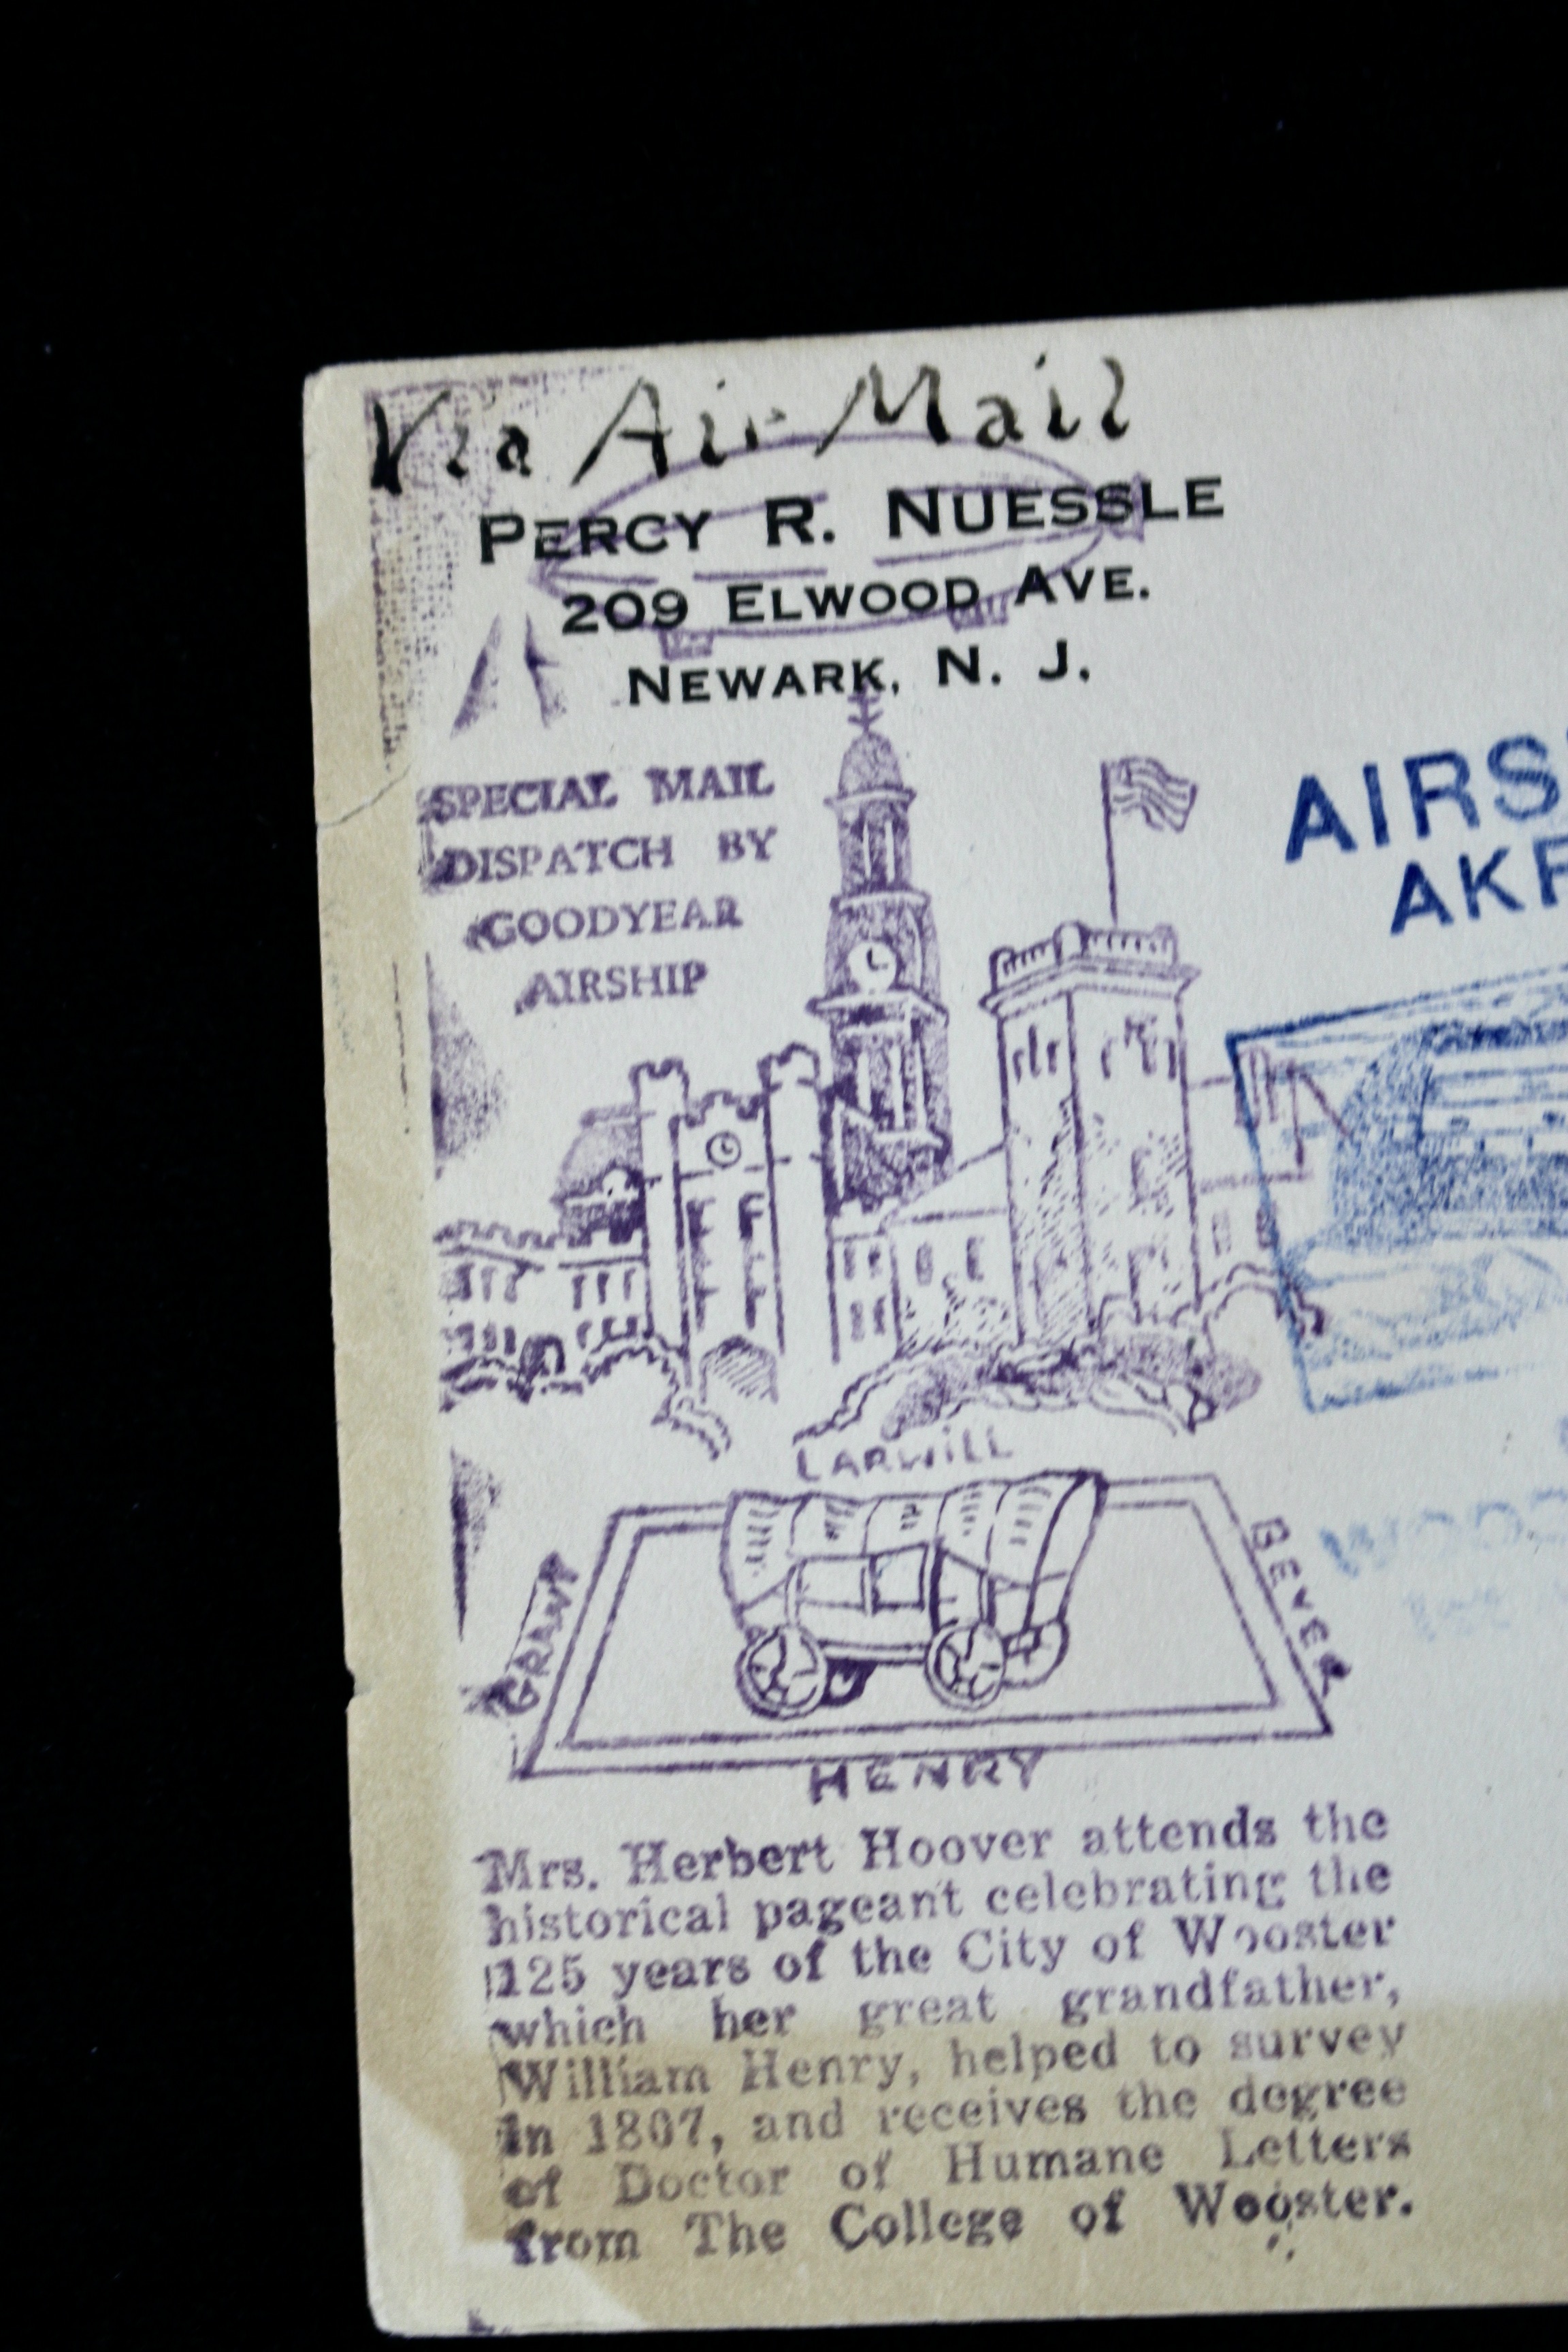 Via Air Mail
PERCY R. NUESSLE
209 ELWOOD AVE.
NEWARK, N. J.
SPECIAL MAIL
DISPATCH BY
GOODYEAR
AIRSHIP
AIRS
AKR
LARWILL
GRANT
BEVER
HENRY
Mrs. Herbert Hoover attends the
historical pageant celebrating the
125 years of the City of Wooster
which her great grandfather,
William Henry, helped to survey
in 1807, and receives the degree
of Doctor of Humane Letters
from The College of Wooster.